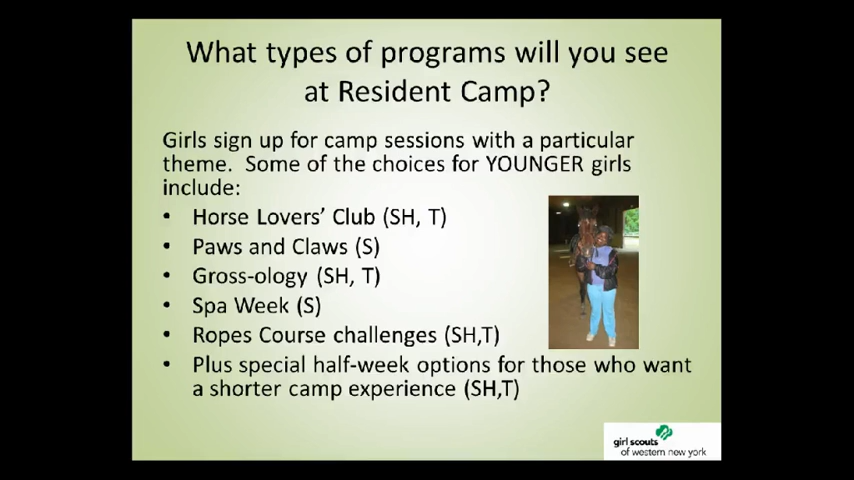 What types of programs will you see
at Resident Camp?
Girls sign up for camp sessions with a particular
theme. Some of the choices for YOUNGER girls
include:
• Horse Lovers' Club (SH, T)
• Paws and Claws (S)
• Gross-ology (SH, T)
• Spa Week (S)
• Ropes Course challenges (SH,T)
• Plus special half-week options for those who want
a shorter camp experience (SH,T)
girl scouts
of western new york